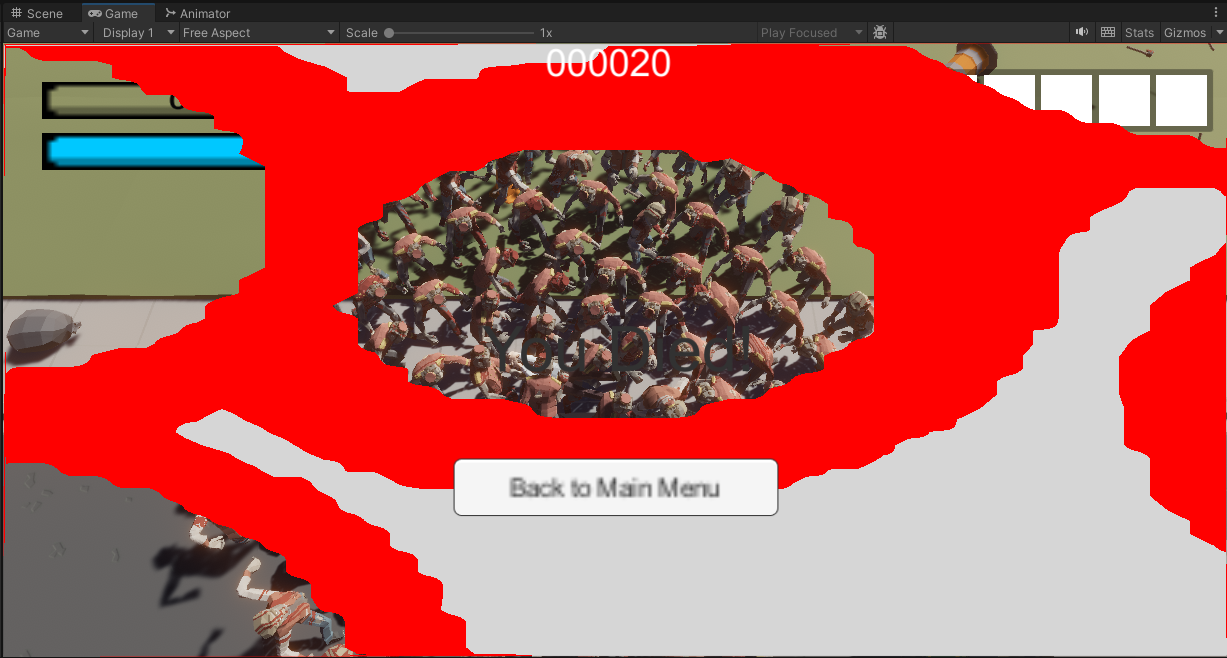 Scene Game Animator
Game Display 1 Free Aspect Scale 1x Play Focused Stats Gizmos
000020
You Died!
Back to Main Menu